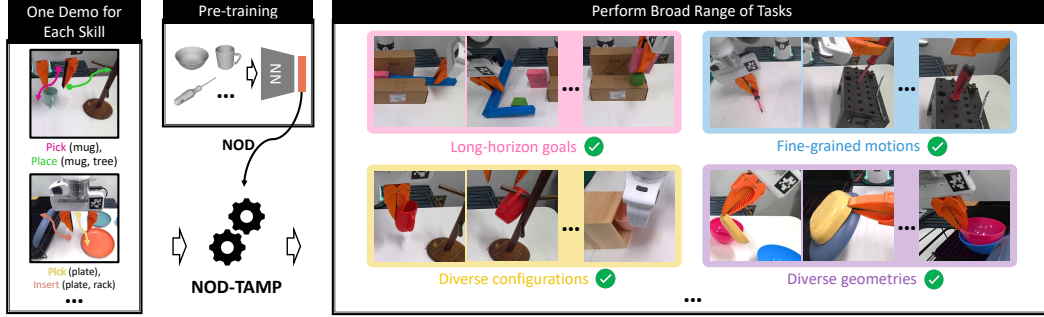 One Demo for
Each Skill
Pick (mug),
Place (mug, tree)
Pick (plate),
Insert (plate, rack)
...
Pre-training
...
NN
NOD
NOD-TAMP
Perform Broad Range of Tasks
...
Long-horizon goals
...
Fine-grained motions
...
Diverse configurations
...
Diverse geometries
...